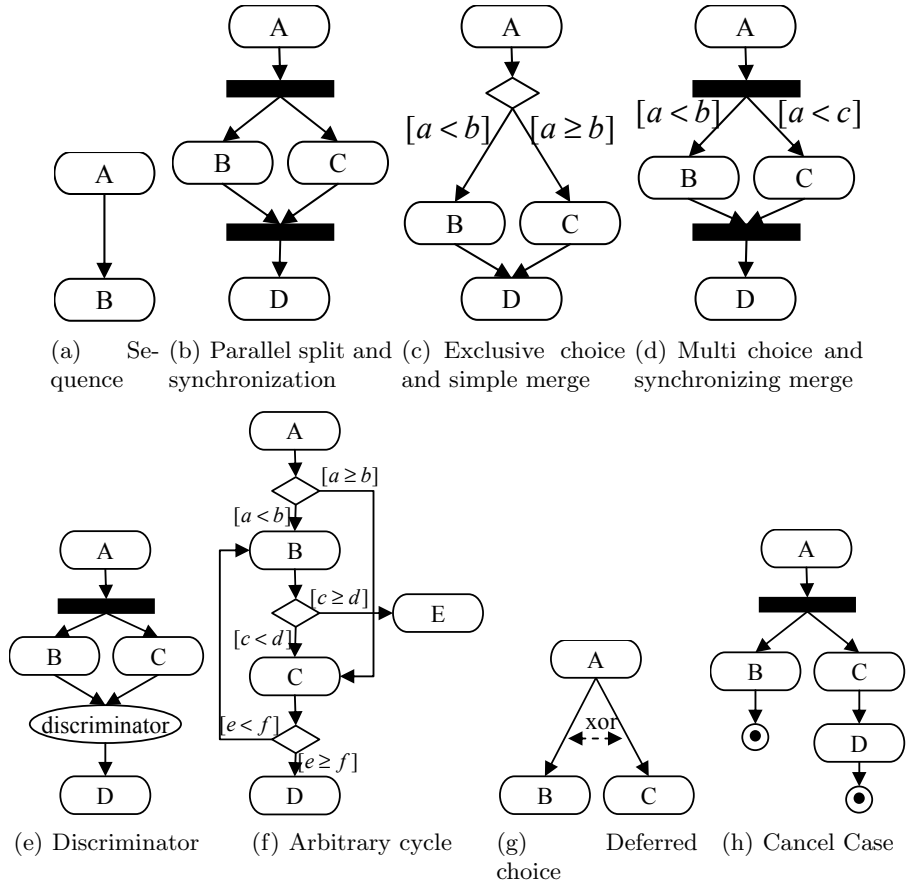 A
B
(a) Se-
quence
A
B
C
D
(b) Parallel split and
synchronization
A
[a < b]
[a ≥ b]
B
C
D
(c) Exclusive choice
and simple merge
A
[a < b]
[a < c]
B
C
D
(d) Multi choice and
synchronizing merge
A
B
C
discriminator
D
(e) Discriminator
A
[a ≥ b]
[a < b]
B
[c ≥ d]
E
[c < d]
C
[e < f]
[e ≥ f]
D
(f) Arbitrary cycle
A
xor
B
C
(g) Deferred
choice
A
B
C
D
(h) Cancel Case